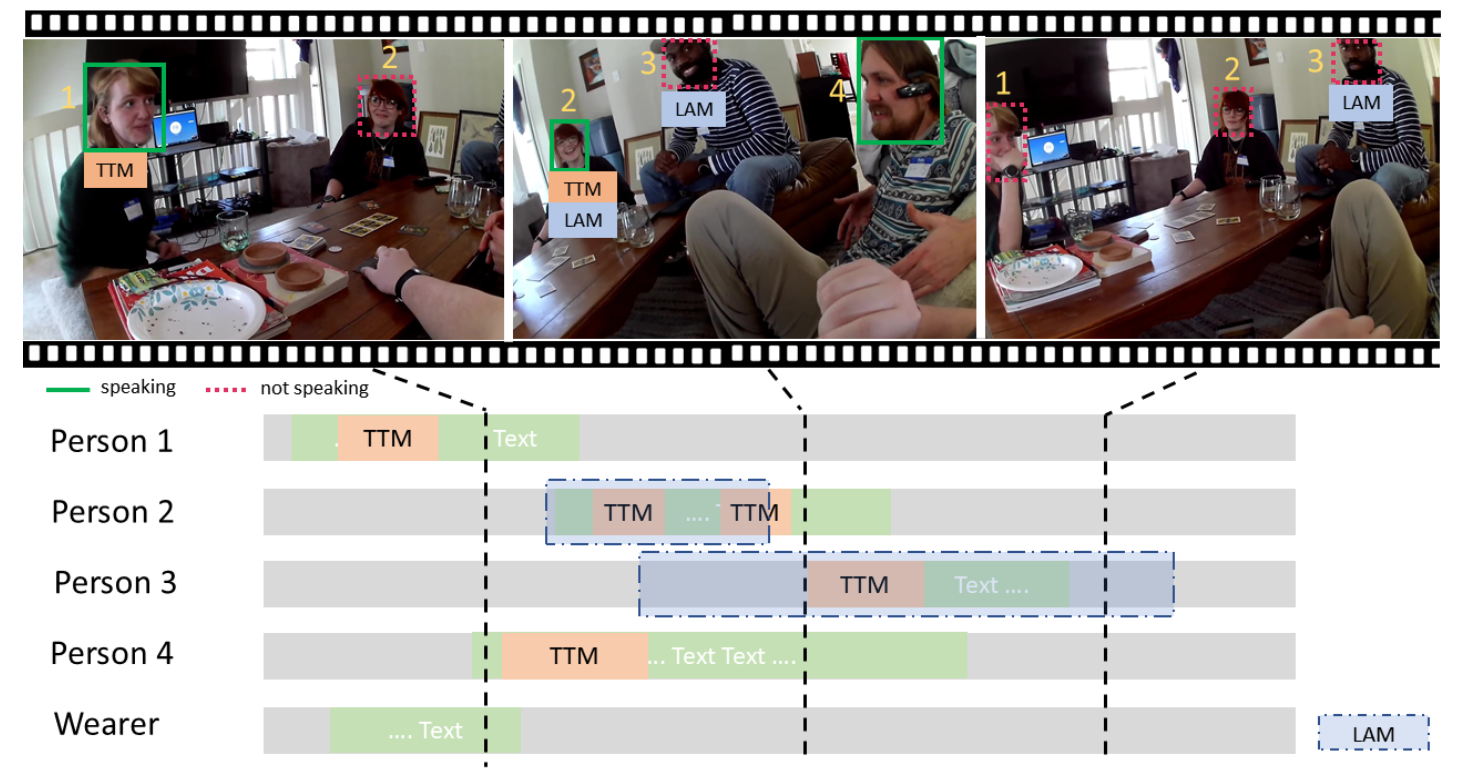 1
2
TTM
2
3
4
LAM
TTM
LAM
1
2
3
LAM
speaking
not speaking
Person 1
TTM
Text
Person 2
TTM
....
TTM
Person 3
TTM
Text ....
Person 4
TTM
... Text Text ....
Wearer
.... Text
LAM